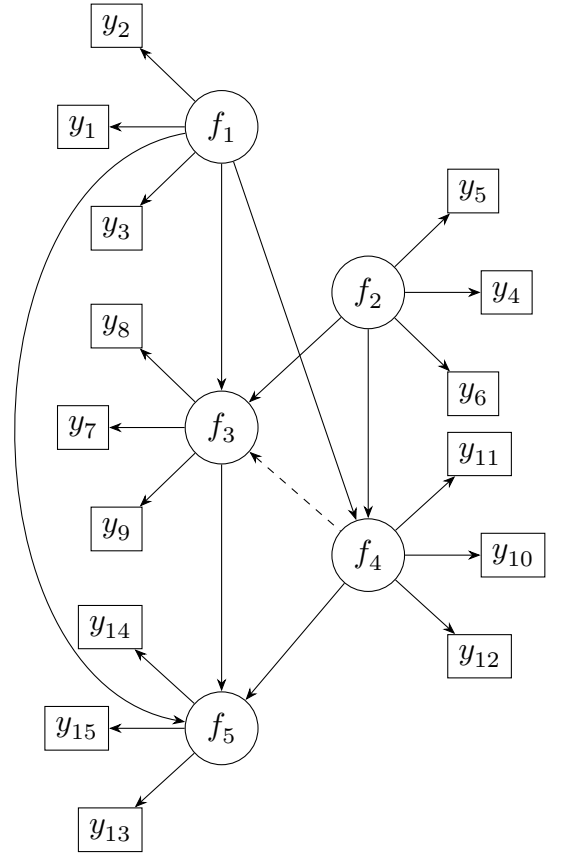 y₂
y₁
f₁
y₃
y₅
f₂
y₄
y₈
y₆
y₇
f₃
y₁₁
y₉
f₄
y₁₀
y₁₄
y₁₂
y₁₅
f₅
y₁₃